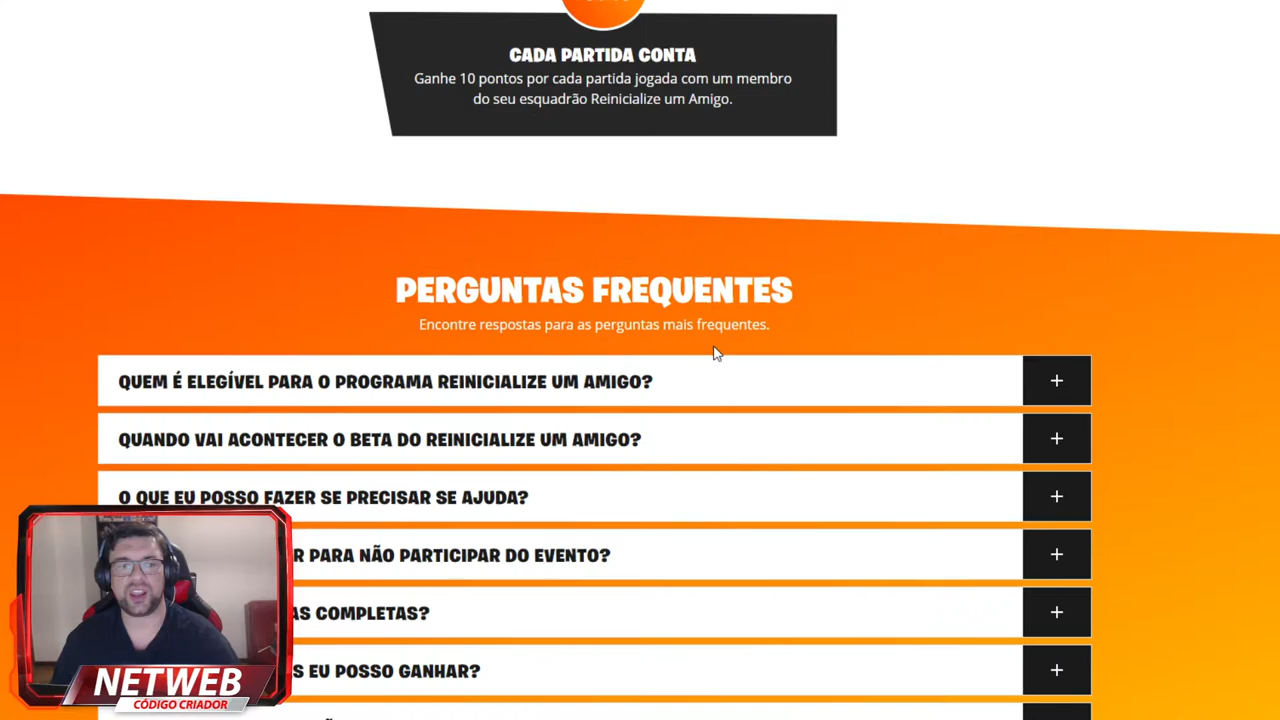 CADA PARTIDA CONTA
Ganhe 10 pontos por cada partida jogada com um membro
do seu esquadrão Reinicialize um Amigo.
PERGUNTAS FREQUENTES
Encontre respostas para as perguntas mais frequentes.
QUEM É ELEGÍVEL PARA O PROGRAMA REINICIALIZE UM AMIGO?
+
QUANDO VAI ACONTECER O BETA DO REINICIALIZE UM AMIGO?
+
O QUE EU POSSO FAZER SE PRECISAR SE AJUDA?
+
R PARA NÃO PARTICIPAR DO EVENTO?
+
AS COMPLETAS?
+
S EU POSSO GANHAR?
+
NETWEB
CÓDIGO CRIADOR